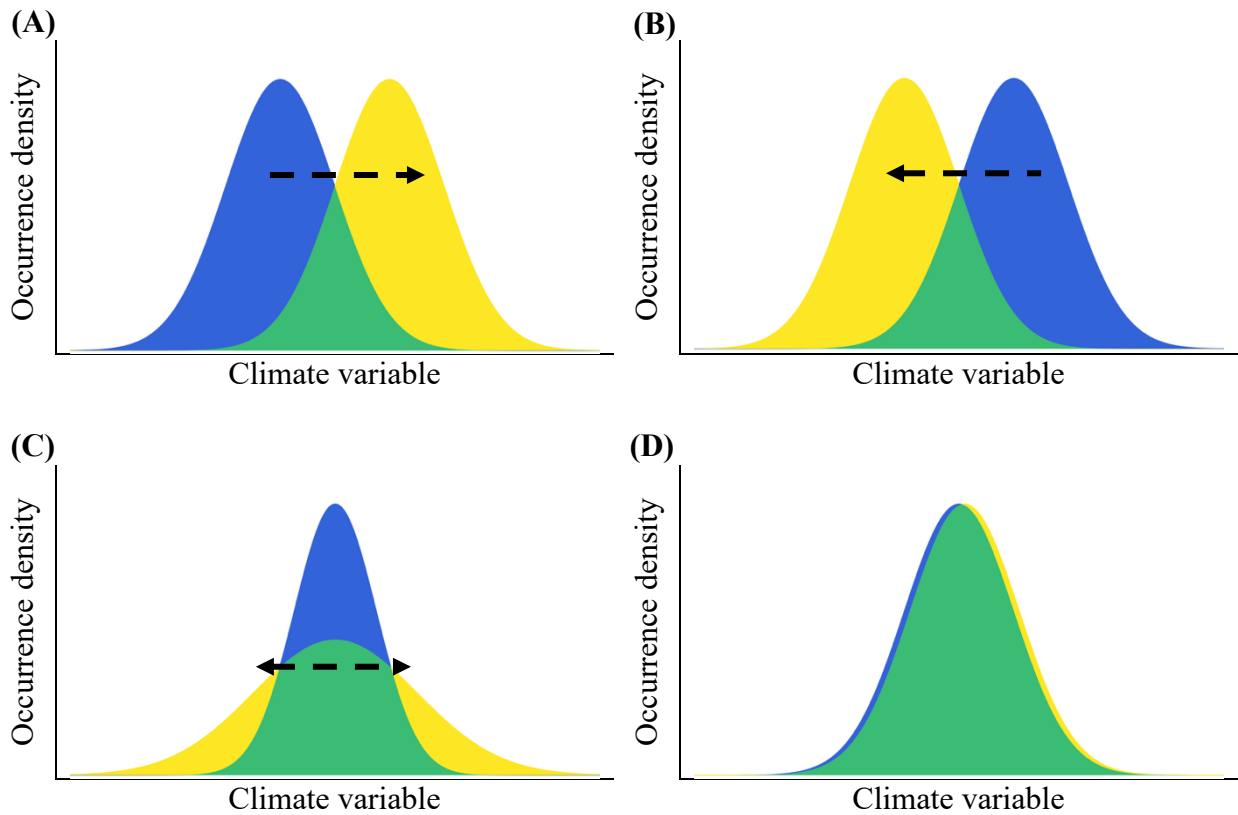 (A)
Occurrence density
Climate variable
(B)
Occurrence density
Climate variable
(C)
Occurrence density
Climate variable
(D)
Occurrence density
Climate variable